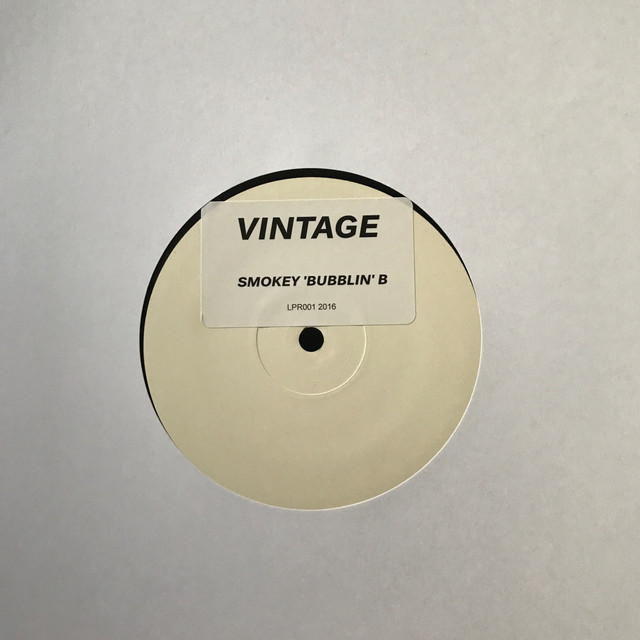 VINTAGE
SMOKEY 'BUBBLIN' B
LPR001 2016